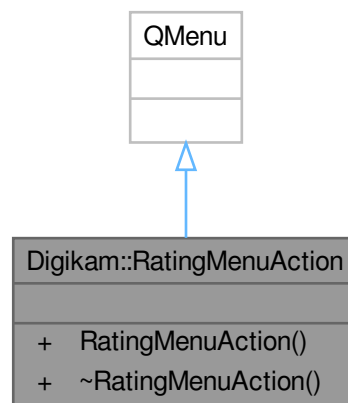 QMenu
Digikam::RatingMenuAction
+ RatingMenuAction()
+ ~RatingMenuAction()